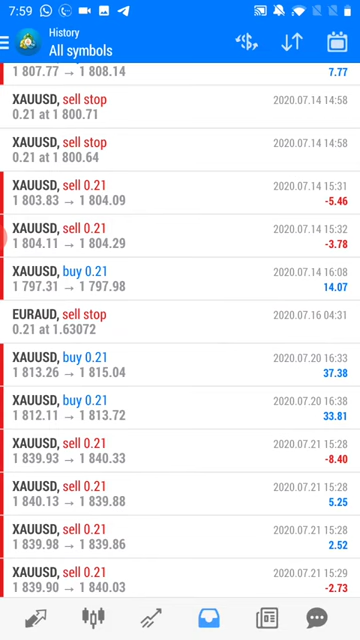 7:59
History
All symbols
1 807.77 → 1 808.14 7.77
XAUUSD, sell stop 2020.07.14 14:58
0.21 at 1 800.71
XAUUSD, sell stop 2020.07.14 14:58
0.21 at 1 800.64
XAUUSD, sell 0.21 2020.07.14 15:31
1 803.83 → 1 804.09 -5.46
XAUUSD, sell 0.21 2020.07.14 15:32
1 804.11 → 1 804.29 -3.78
XAUUSD, buy 0.21 2020.07.14 16:08
1 797.31 → 1 797.98 14.07
EURAUD, sell stop 2020.07.16 04:31
0.21 at 1.63072
XAUUSD, buy 0.21 2020.07.20 16:33
1 813.26 → 1 815.04 37.38
XAUUSD, buy 0.21 2020.07.20 16:38
1 812.11 → 1 813.72 33.81
XAUUSD, sell 0.21 2020.07.21 15:28
1 839.93 → 1 840.33 -8.40
XAUUSD, sell 0.21 2020.07.21 15:28
1 840.13 → 1 839.88 5.25
XAUUSD, sell 0.21 2020.07.21 15:28
1 839.98 → 1 839.86 2.52
XAUUSD, sell 0.21 2020.07.21 15:29
1 839.90 → 1 840.03 -2.73